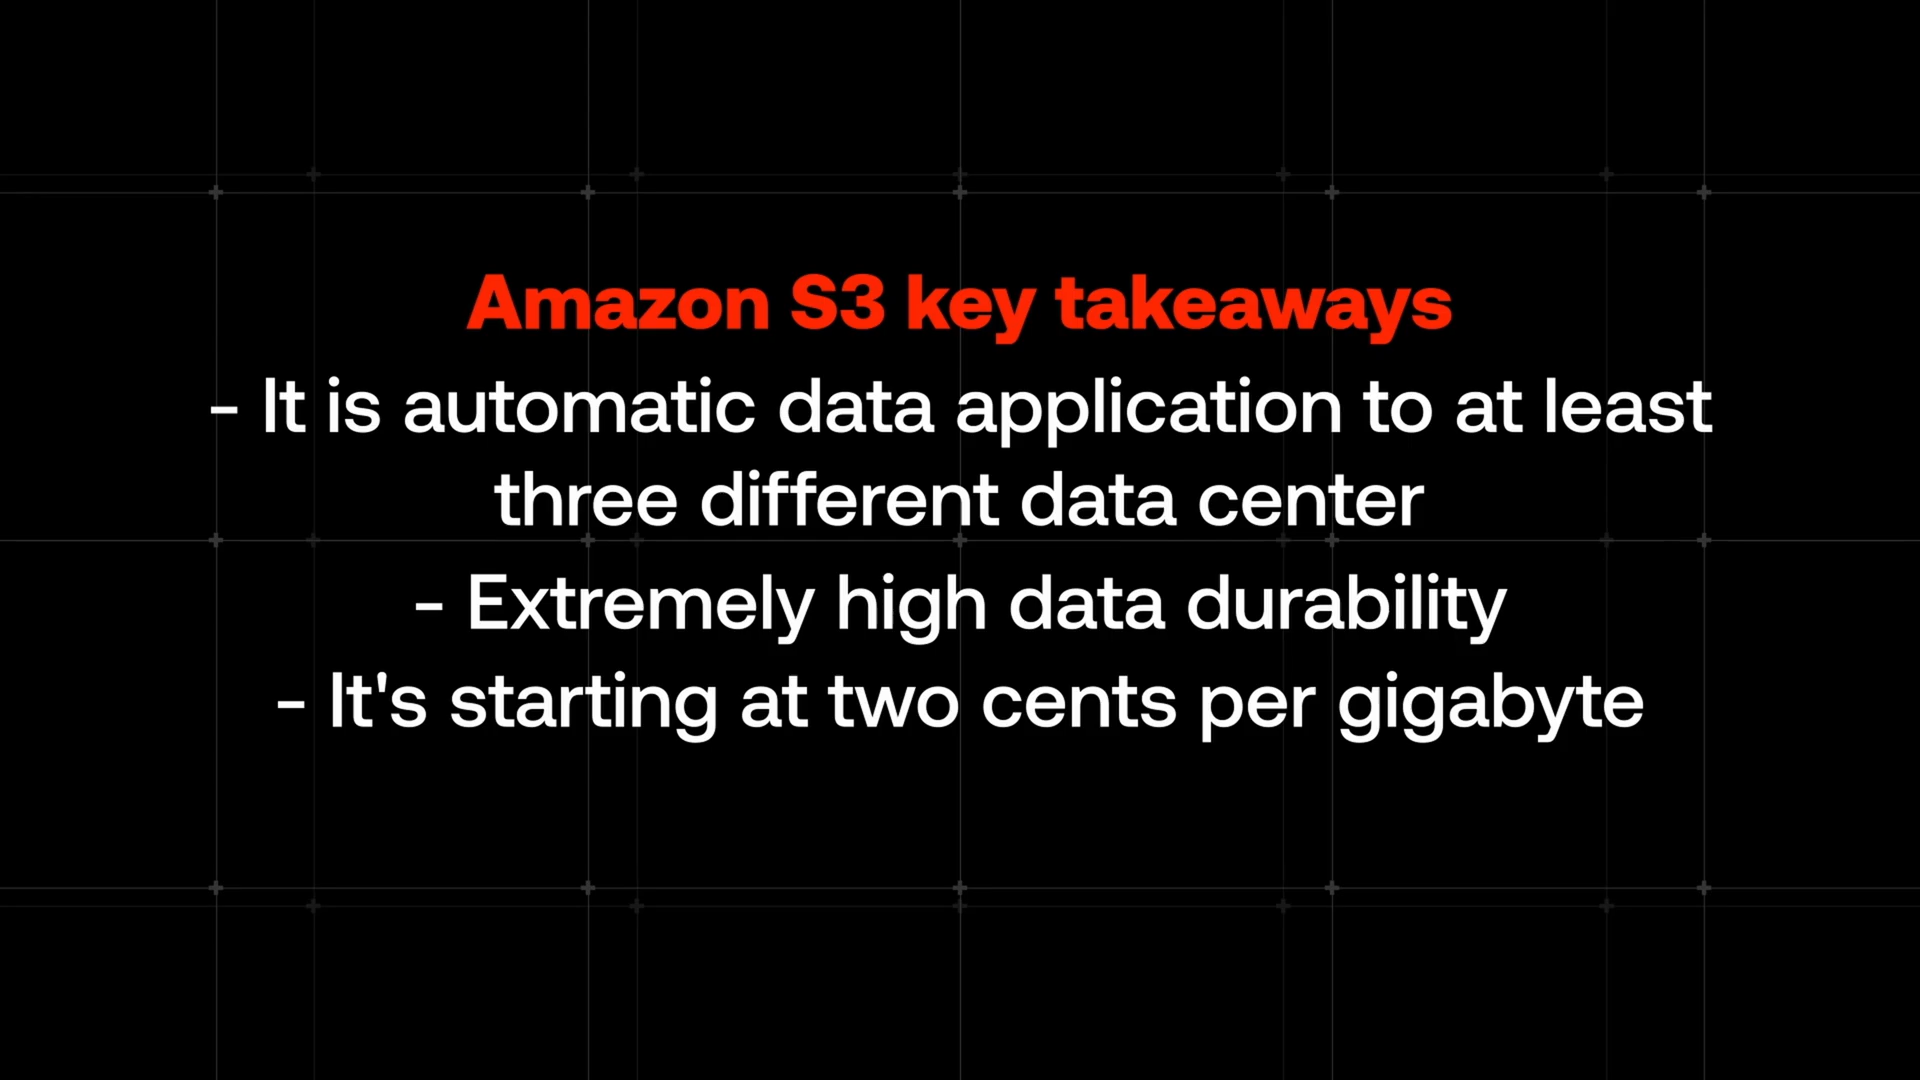 Amazon S3 key takeaways
- It is automatic data application to at least
three different data center
- Extremely high data durability
- It's starting at two cents per gigabyte